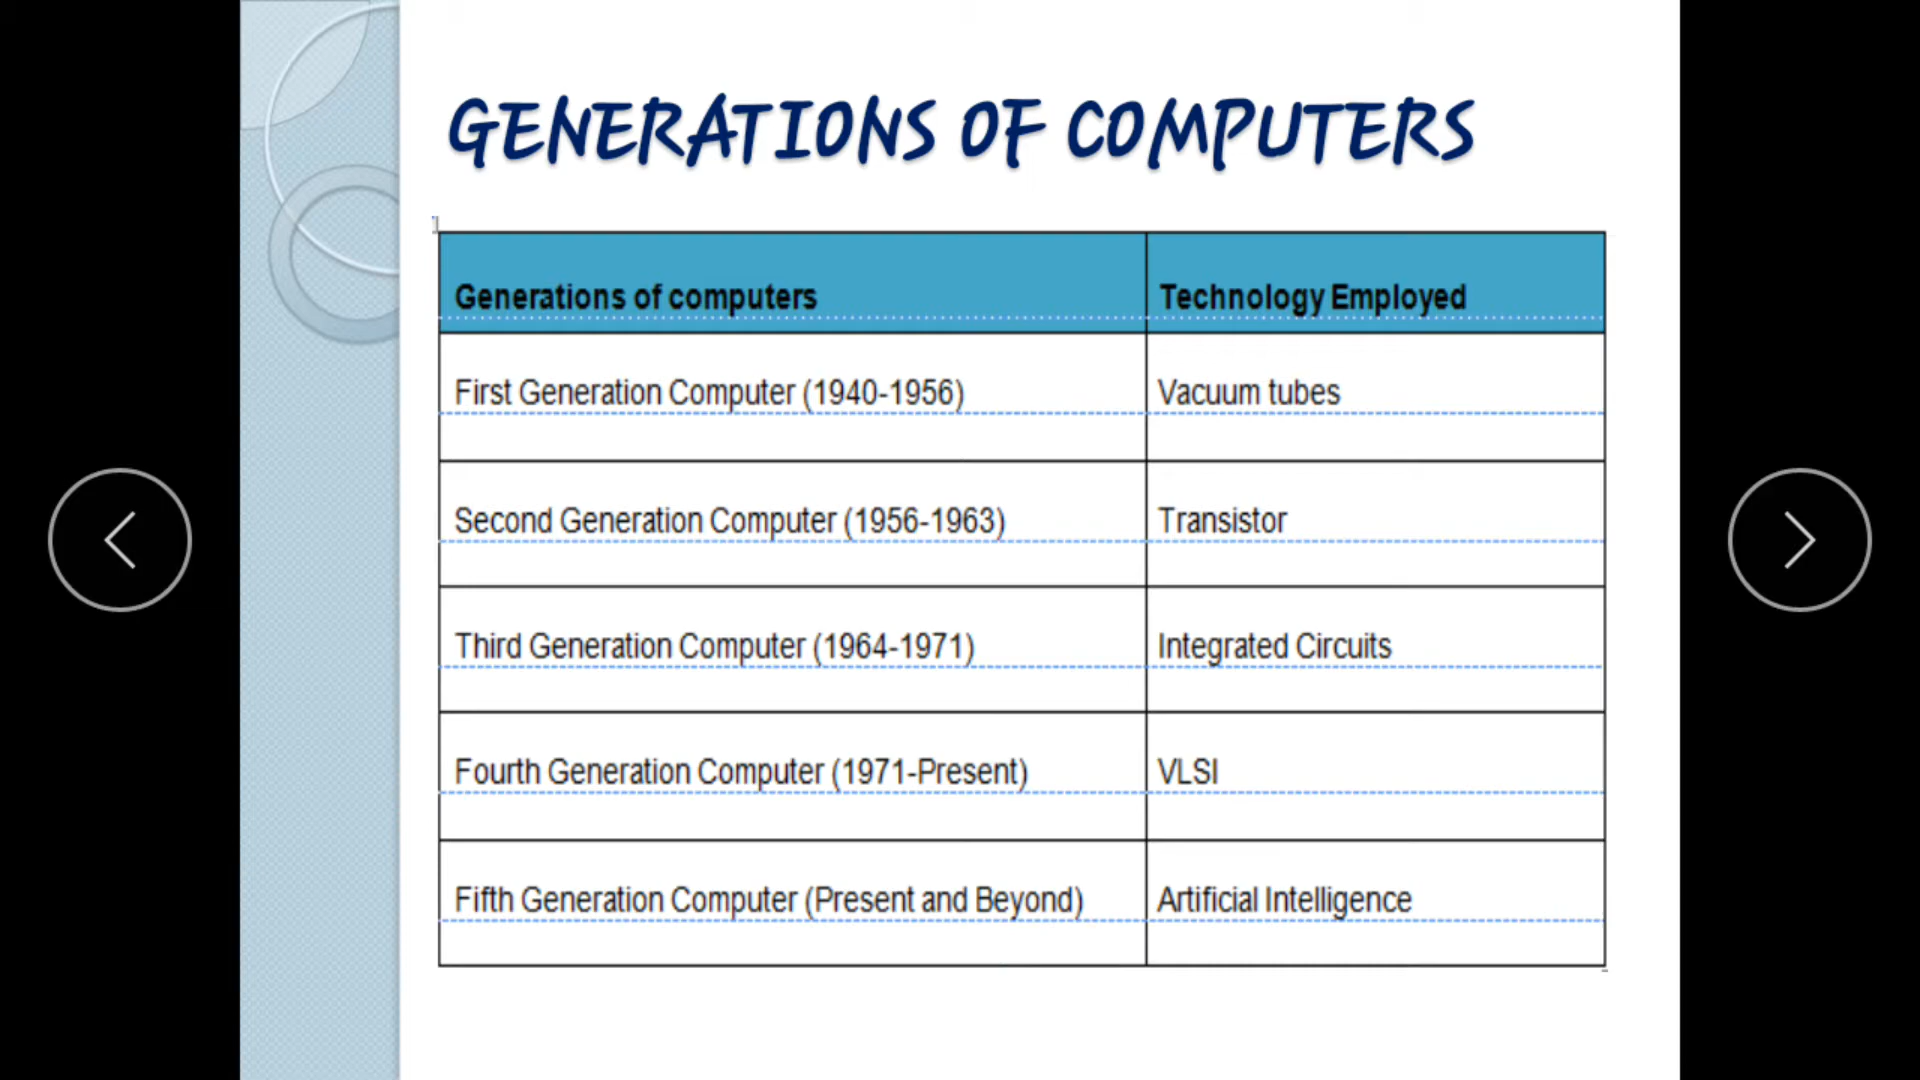 GENERATIONS OF COMPUTERS
Generations of computers Technology Employed
First Generation Computer (1940-1956) Vacuum tubes
Second Generation Computer (1956-1963) Transistor
Third Generation Computer (1964-1971) Integrated Circuits
Fourth Generation Computer (1971-Present) VLSI
Fifth Generation Computer (Present and Beyond) Artificial Intelligence